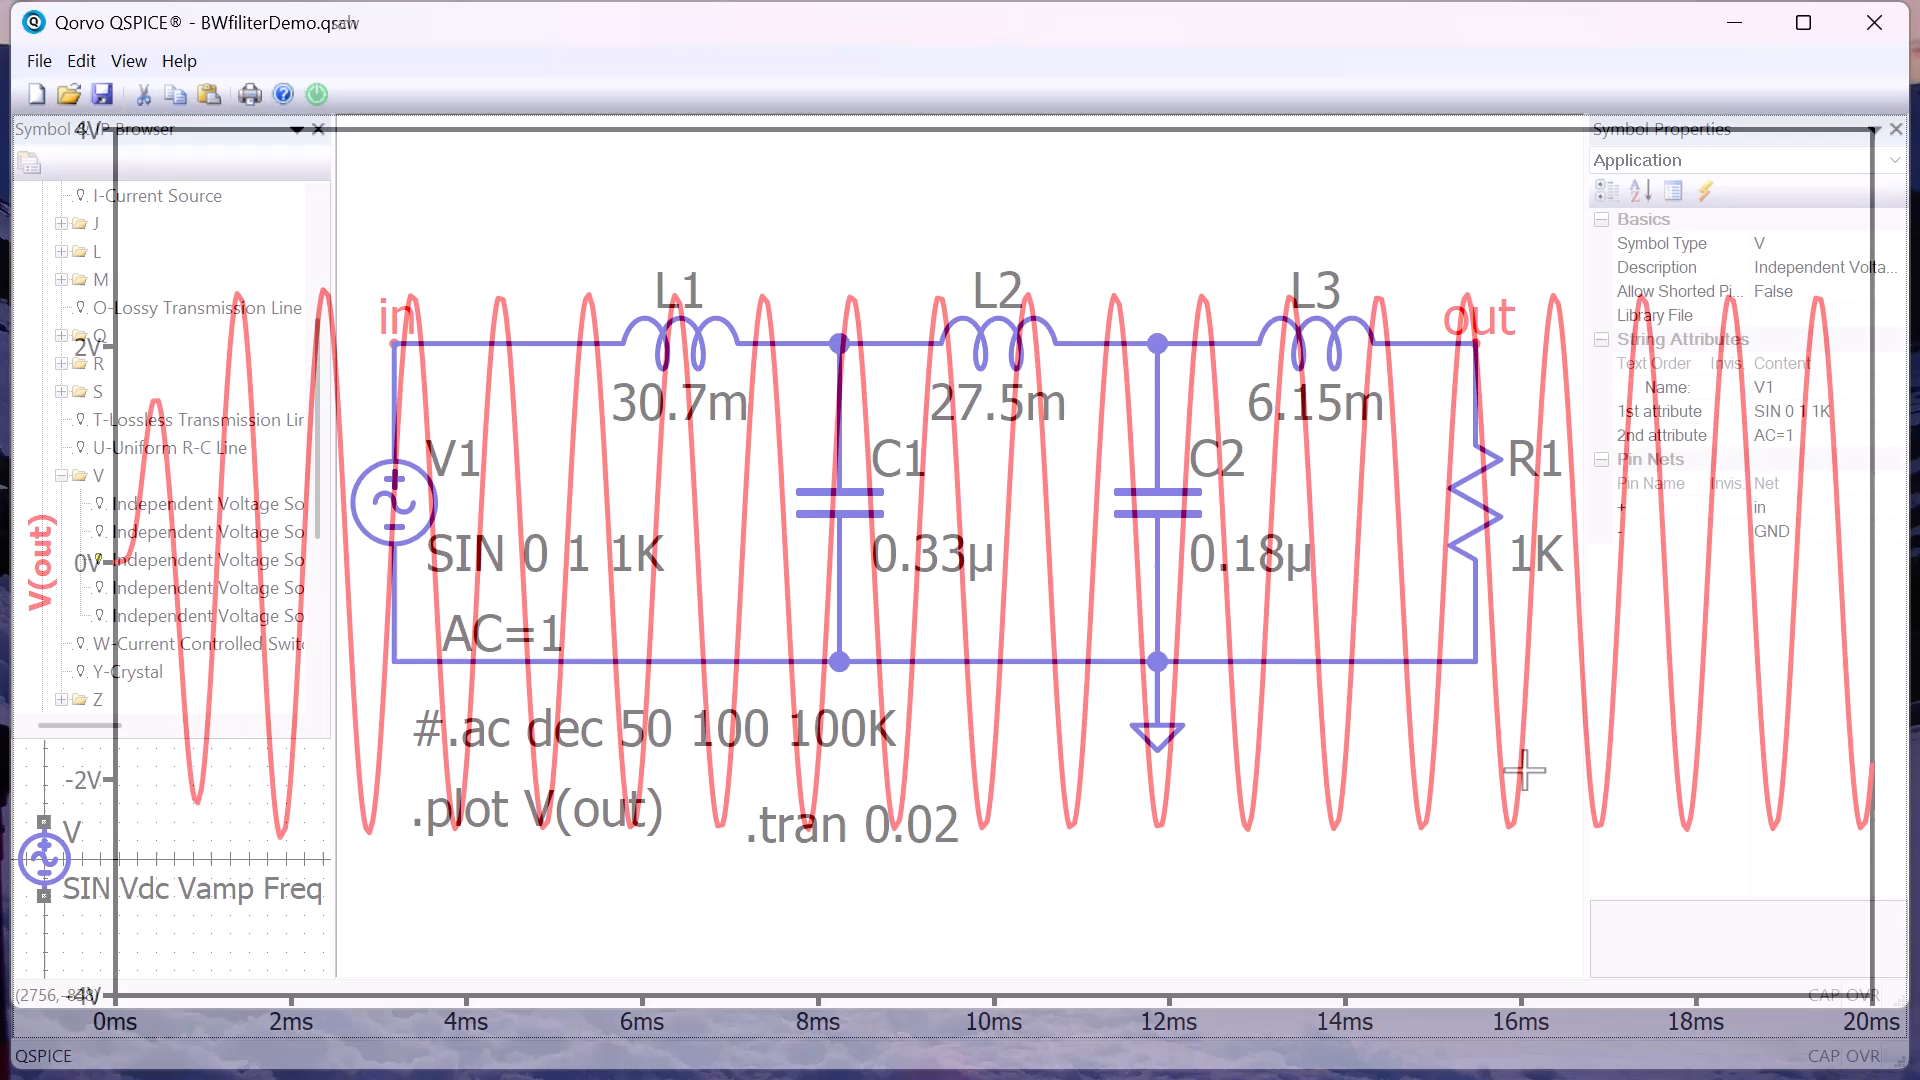 Qorvo QSPICE® - BWfiliterDemo.qsch
File Edit View Help
Symbol & IP Browser
I-Current Source
J
L
M
O-Lossy Transmission Line
Q
R
S
T-Lossless Transmission Lin
U-Uniform R-C Line
V
Independent Voltage So
Independent Voltage So
Independent Voltage So
Independent Voltage So
Independent Voltage So
W-Current Controlled Switc
Y-Crystal
Z
V
SIN Vdc Vamp Freq
4V
2V
0V
-2V
-4V
V(out)
in
L1
30.7m
L2
27.5m
L3
6.15m
out
V1
SIN 0 1 1K
AC=1
C1
0.33µ
C2
0.18µ
R1
1K
#.ac dec 50 100 100K
.plot V(out)
.tran 0.02
Symbol Properties
Application
Basics
Symbol Type V
Description Independent Volta...
Allow Shorted Pi... False
Library File
String Attributes
Text Order Invis. Content
Name: V1
1st attribute SIN 0 1 1K
2nd attribute AC=1
Pin Nets
Pin Name Invis. Net
+ in
- GND
CAP OVR
0ms 2ms 4ms 6ms 8ms 10ms 12ms 14ms 16ms 18ms 20ms
QSPICE
CAP OVR